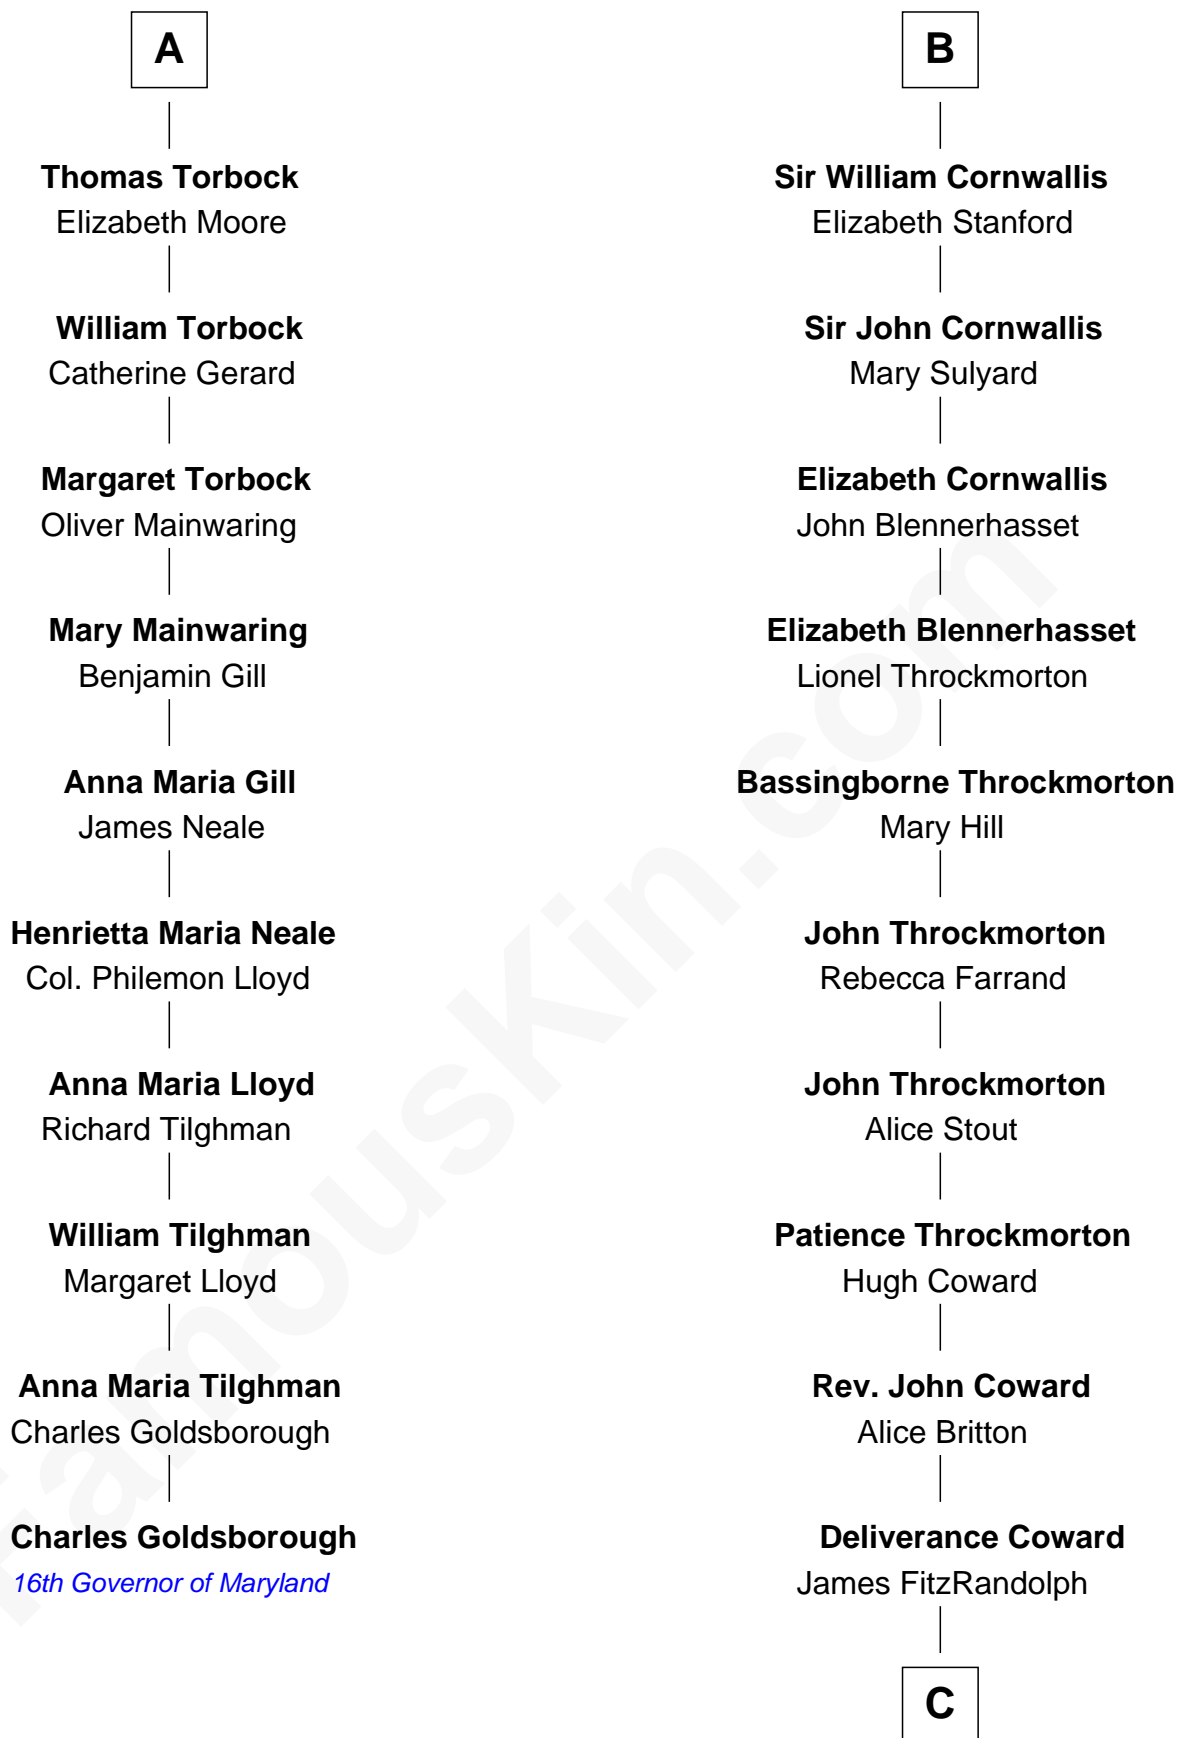 A
Thomas Torbock
Elizabeth Moore
William Torbock
Catherine Gerard
Margaret Torbock
Oliver Mainwaring
Mary Mainwaring
Benjamin Gill
Anna Maria Gill
James Neale
Henrietta Maria Neale
Col. Philemon Lloyd
Anna Maria Lloyd
Richard Tilghman
William Tilghman
Margaret Lloyd
Anna Maria Tilghman
Charles Goldsborough
Charles Goldsborough
16th Governor of Maryland
B
Sir William Cornwallis
Elizabeth Stanford
Sir John Cornwallis
Mary Sulyard
Elizabeth Cornwallis
John Blennerhasset
Elizabeth Blennerhasset
Lionel Throckmorton
Bassingborne Throckmorton
Mary Hill
John Throckmorton
Rebecca Farrand
John Throckmorton
Alice Stout
Patience Throckmorton
Hugh Coward
Rev. John Coward
Alice Britton
Deliverance Coward
James FitzRandolph
C
FamousKin.com